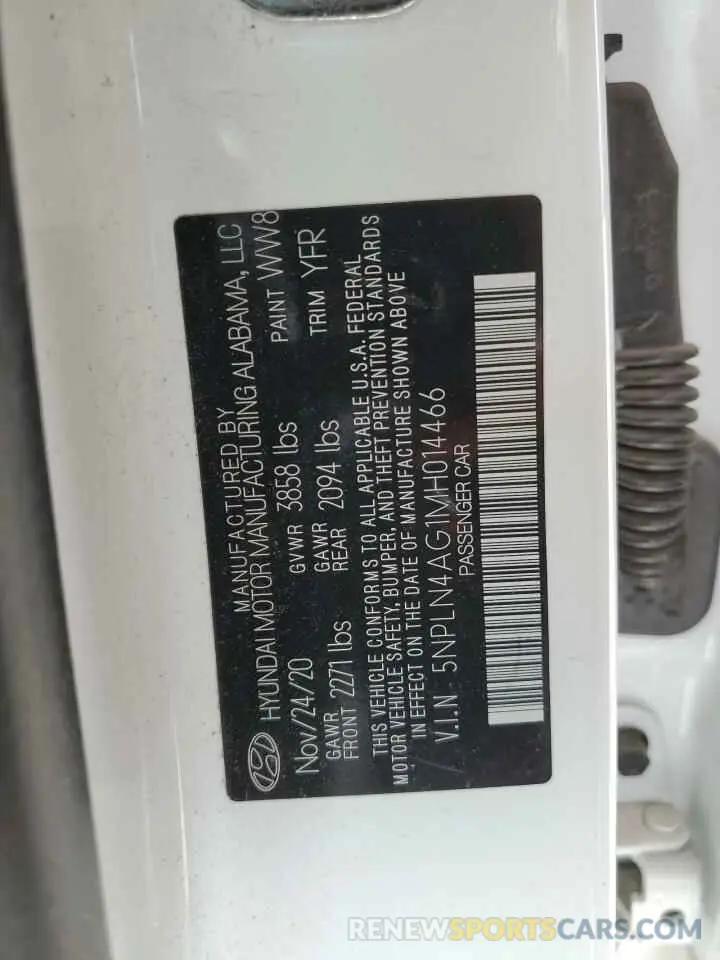 MANUFACTURED BY
HYUNDAI MOTOR MANUFACTURING ALABAMA, LLC
Nov/24/20 GVWR 3858 lbs PAINT WW8
GAWR FRONT 2271 lbs GAWR REAR 2094 lbs TRIM YFR
THIS VEHICLE CONFORMS TO ALL APPLICABLE U.S.A. FEDERAL
MOTOR VEHICLE SAFETY, BUMPER, AND THEFT PREVENTION STANDARDS
IN EFFECT ON THE DATE OF MANUFACTURE SHOWN ABOVE
V.I.N : 5NPLN4AG1MH014466
PASSENGER CAR
RENEWSPORTSCARS.COM